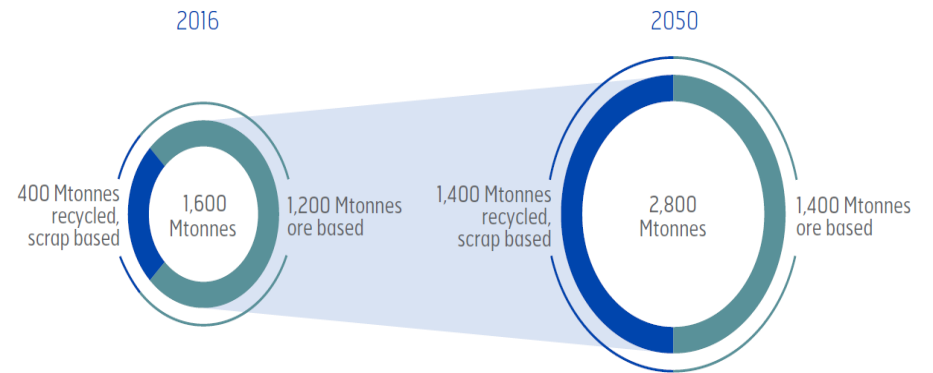 2016
2050
400 Mtonnes
recycled,
scrap based
1,600
Mtonnes
1,200 Mtonnes
ore based
1,400 Mtonnes
recycled,
scrap based
2,800
Mtonnes
1,400 Mtonnes
ore based